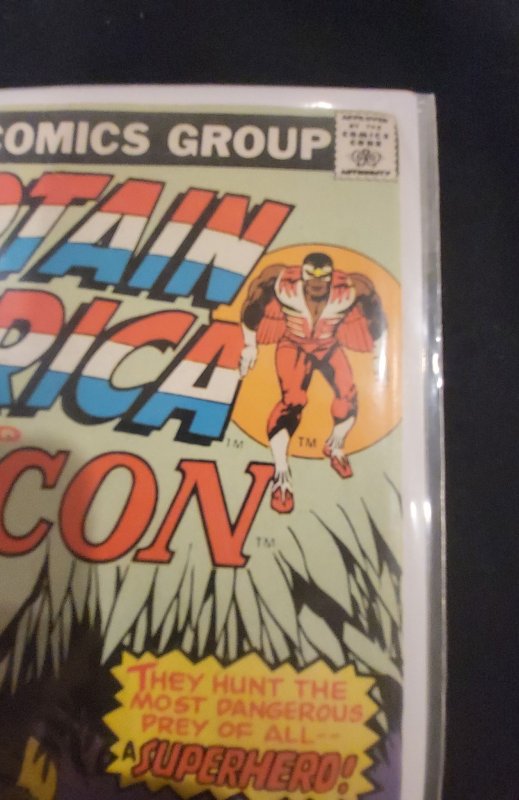 COMICS GROUP
APPROVED
BY THE
COMICS
CODE
AUTHORITY
PTAIN
RICA
TM
TM
CON
TM
THEY HUNT THE
MOST DANGEROUS
PREY OF ALL--
A SUPERHERO!